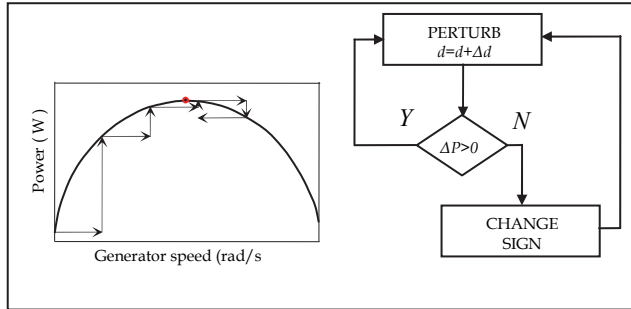 Power ( W )
Generator speed (rad/s
PERTURB
d=d+Δd
Y
N
ΔP>0
CHANGE
SIGN